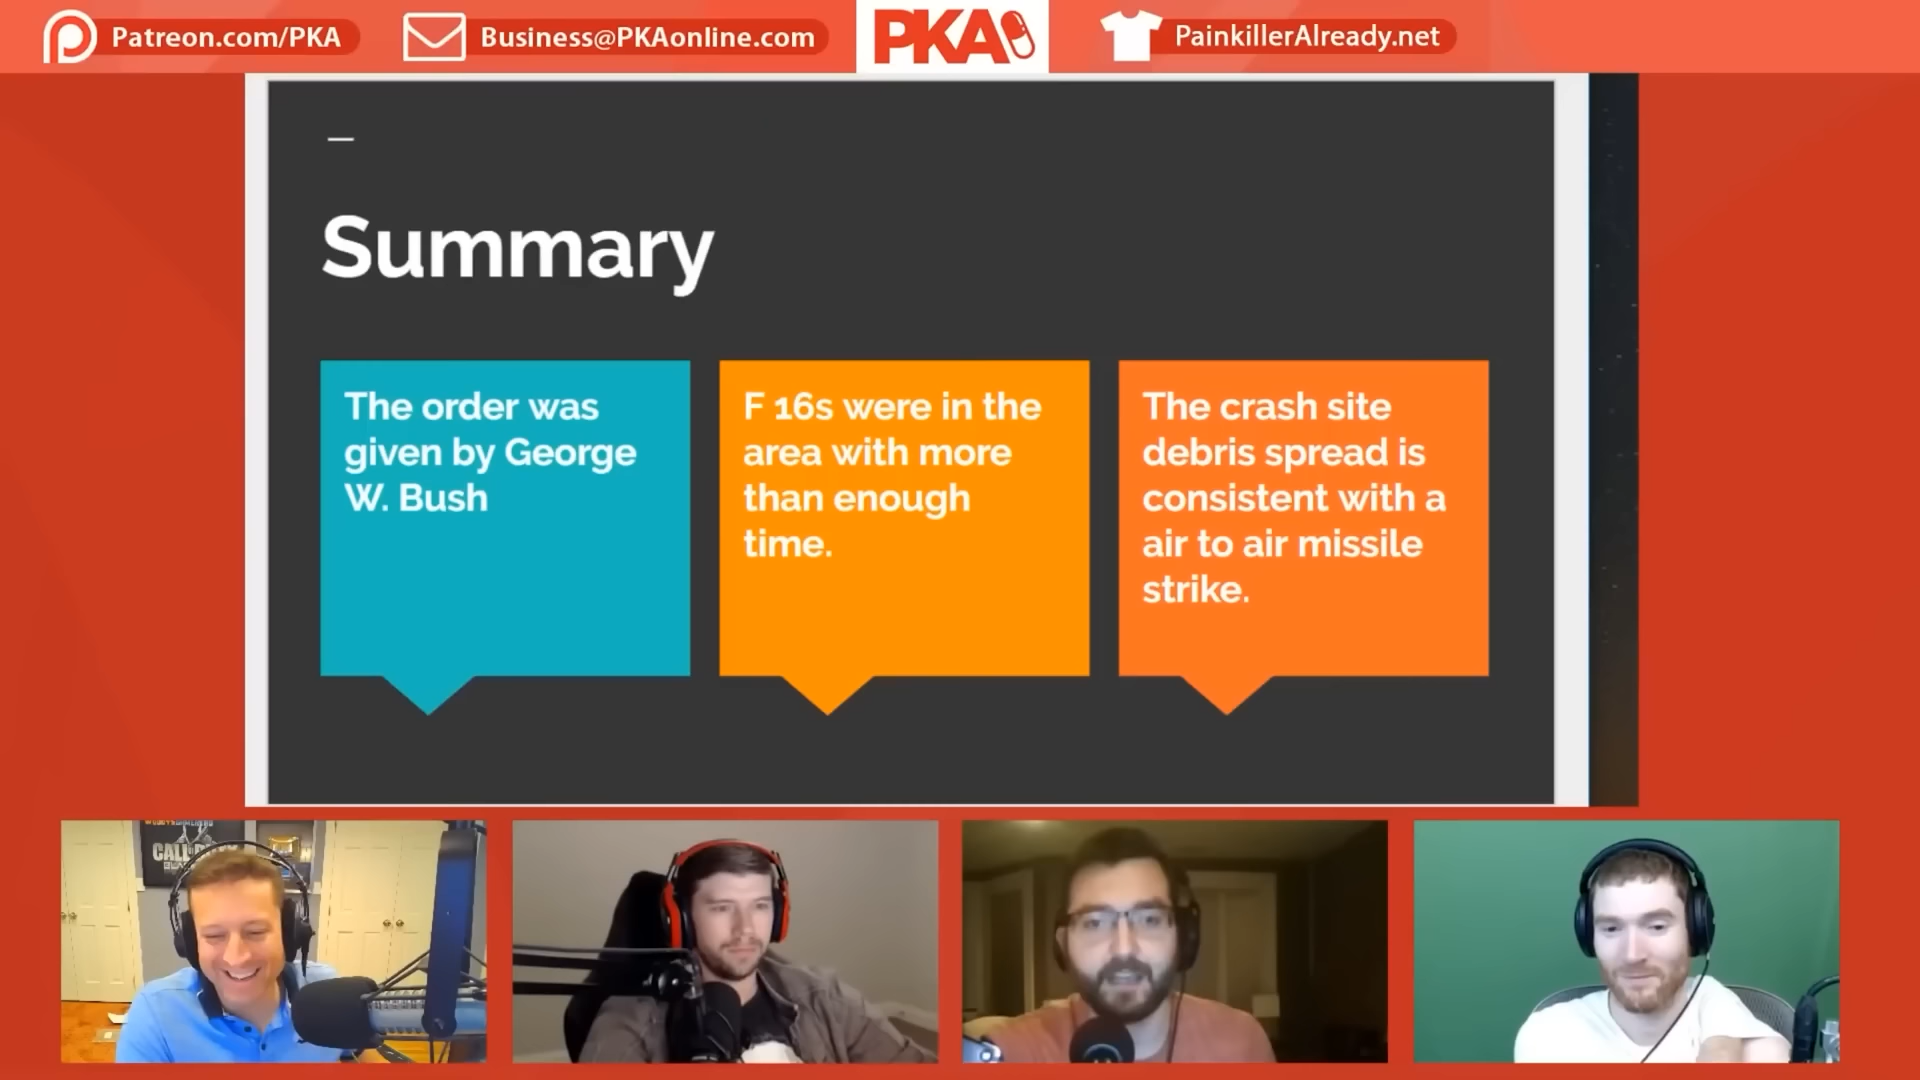 Patreon.com/PKA
Business@PKAonline.com
PKA
PainkillerAlready.net
Summary
The order was
given by George
W. Bush
F 16s were in the
area with more
than enough
time.
The crash site
debris spread is
consistent with a
air to air missile
strike.